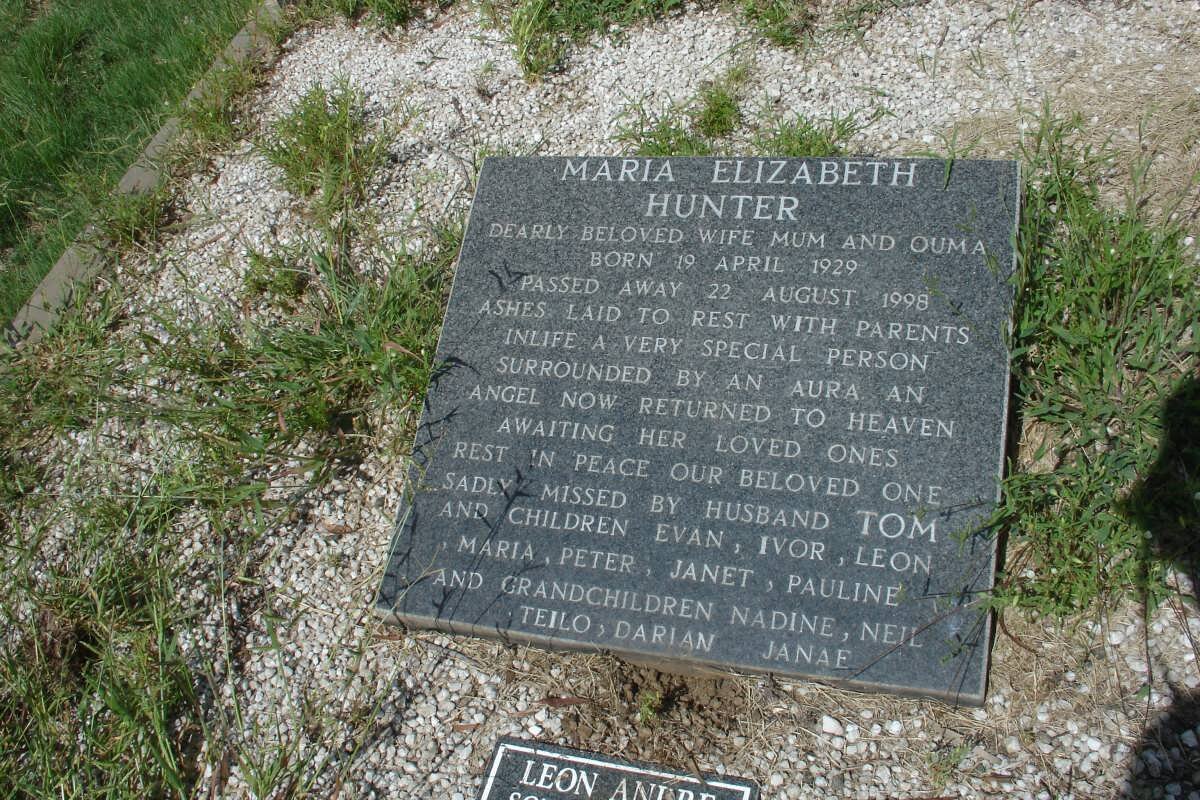 MARIA ELIZABETH
HUNTER
DEARLY BELOVED WIFE MUM AND OUMA
BORN 19 APRIL 1929
PASSED AWAY 22 AUGUST 1998
ASHES LAID TO REST WITH PARENTS
INLIFE A VERY SPECIAL PERSON
SURROUNDED BY AN AURA AN
ANGEL NOW RETURNED TO HEAVEN
AWAITING HER LOVED ONES
REST IN PEACE OUR BELOVED ONE
SADLY MISSED BY HUSBAND TOM
AND CHILDREN EVAN, IVOR, LEON
, MARIA, PETER, JANET, PAULINE
AND GRANDCHILDREN NADINE, NEIL
TEILO, DARIAN JANAE
LEON